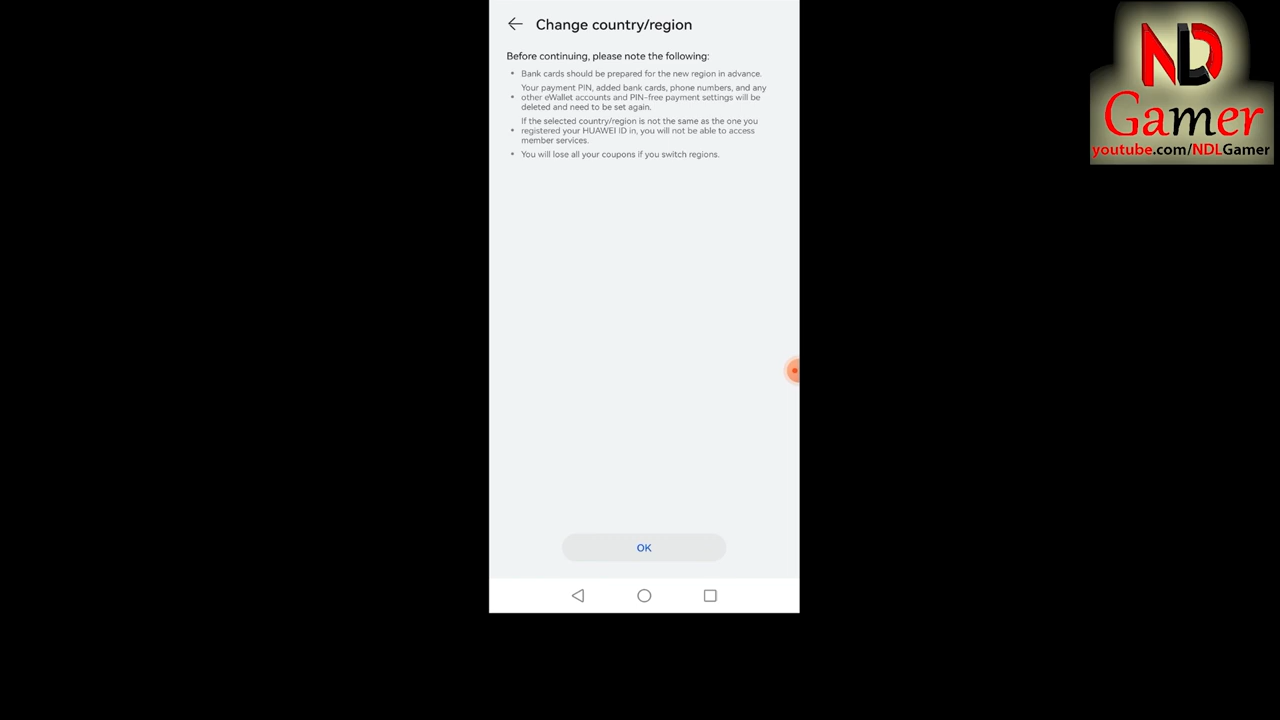 Change country/region
Before continuing, please note the following:
• Bank cards should be prepared for the new region in advance.
Your payment PIN, added bank cards, phone numbers, and any
• other eWallet accounts and PIN-free payment settings will be
deleted and need to be set again.
If the selected country/region is not the same as the one you
• registered your HUAWEI ID in, you will not be able to access
member services.
• You will lose all your coupons if you switch regions.
OK
NDL
Gamer
youtube.com/NDLGamer